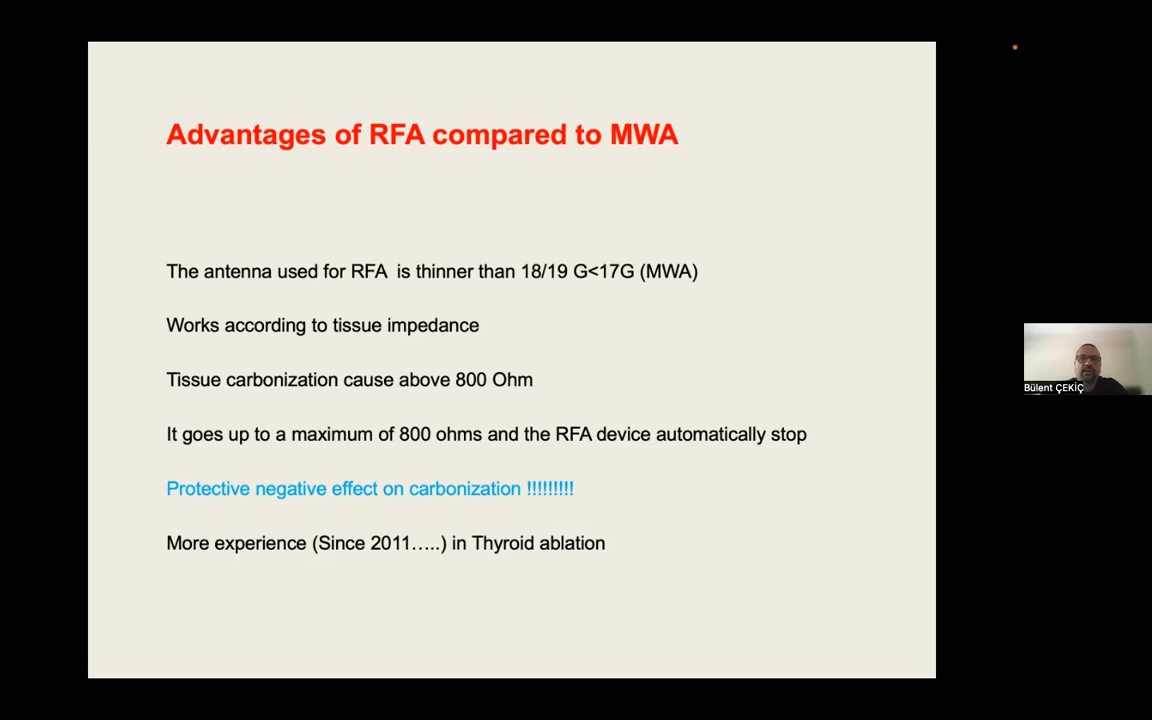 Advantages of RFA compared to MWA
The antenna used for RFA  is thinner than 18/19 G<17G (MWA)
Works according to tissue impedance
Tissue carbonization cause above 800 Ohm
It goes up to a maximum of 800 ohms and the RFA device automatically stop
Protective negative effect on carbonization !!!!!!!!!
More experience (Since 2011…..) in Thyroid ablation
Bülent ÇEKİÇ